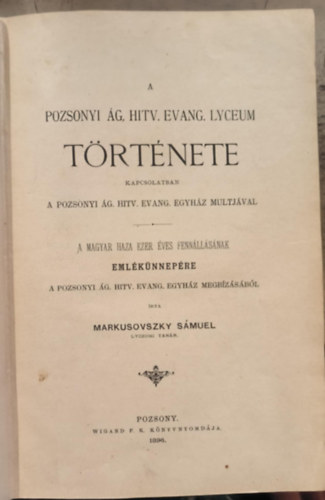 A
POZSONYI ÁG. HITV. EVANG. LYCEUM
TÖRTÉNETE
KAPCSOLATBAN
A POZSONYI ÁG. HITV. EVANG. EGYHÁZ MULTJÁVAL
A MAGYAR HAZA EZER ÉVES FENNÁLLÁSÁNAK
EMLÉKÜNNEPÉRE
A POZSONYI ÁG. HITV. EVANG. EGYHÁZ MEGBÍZÁSÁBÓL
IRTA
MARKUSOVSZKY SÁMUEL
LYCEUMI TANÁR.
POZSONY.
WIGAND F. K. KÖNYVNYOMDÁJA.
1896.